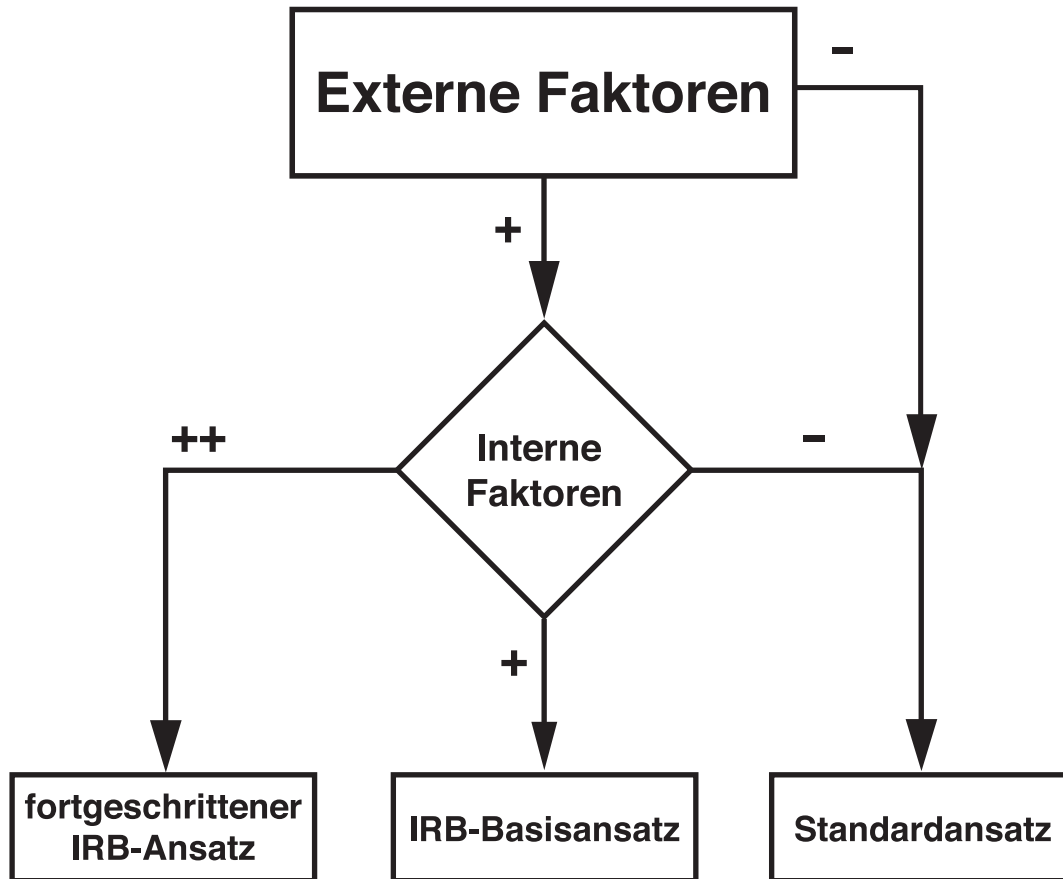 Externe Faktoren
–
+
++
Interne
Faktoren
–
+
fortgeschrittener
IRB-Ansatz
IRB-Basisansatz
Standardansatz